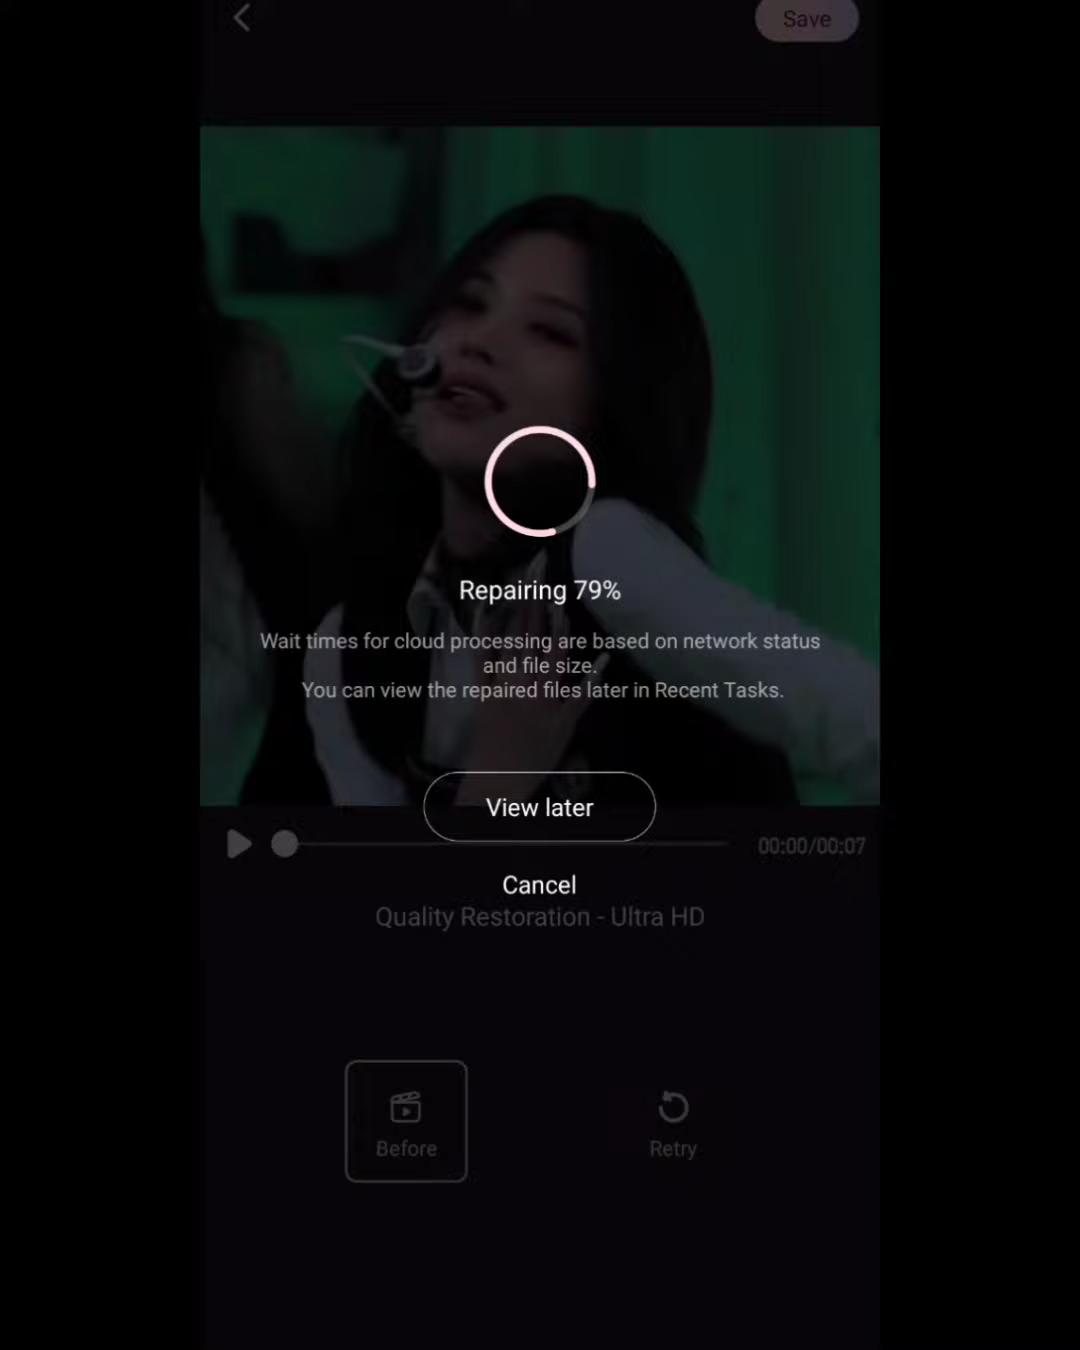 Save
Repairing 79%
Wait times for cloud processing are based on network status
and file size.
You can view the repaired files later in Recent Tasks.
View later
00:00/00:07
Cancel
Quality Restoration - Ultra HD
Before
Retry